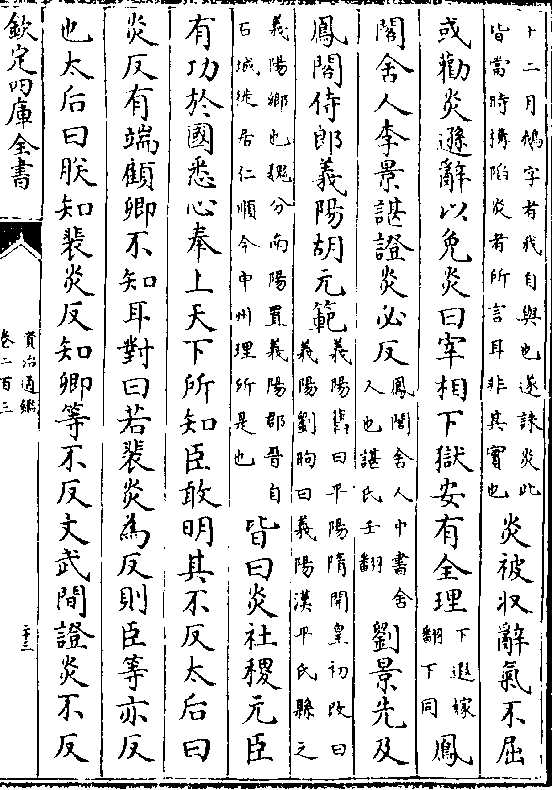 十二月鵝字者我自與也遂誅炎此
皆當時搆陷炎者所言耳非其實也
炎被收辭氣不屈
或勸炎遜辭以免炎曰宰相下獄安有全理
下遐嫁
翻下同
鳳
閣舍人李景諶證炎必反
鳳閣舍人中書舍
人也諶氏壬翻
劉景先及
鳳閣侍郎義陽胡元範
義陽舊曰平陽隋開皇初改曰
義陽劉昫曰義陽漢平氏縣之
義陽鄉也魏分南陽置義陽郡晉自
石城徙居仁順今申州理所是也
皆曰炎社稷元臣
有功於國悉心奉上天下所知臣敢明其不反太后曰
炎反有端顧卿不知耳對曰若裴炎為反則臣等亦反
也太后曰朕知裴炎反知卿等不反文武間證炎不反
欽定四庫全書
資治通鑑
卷二百三
二十三